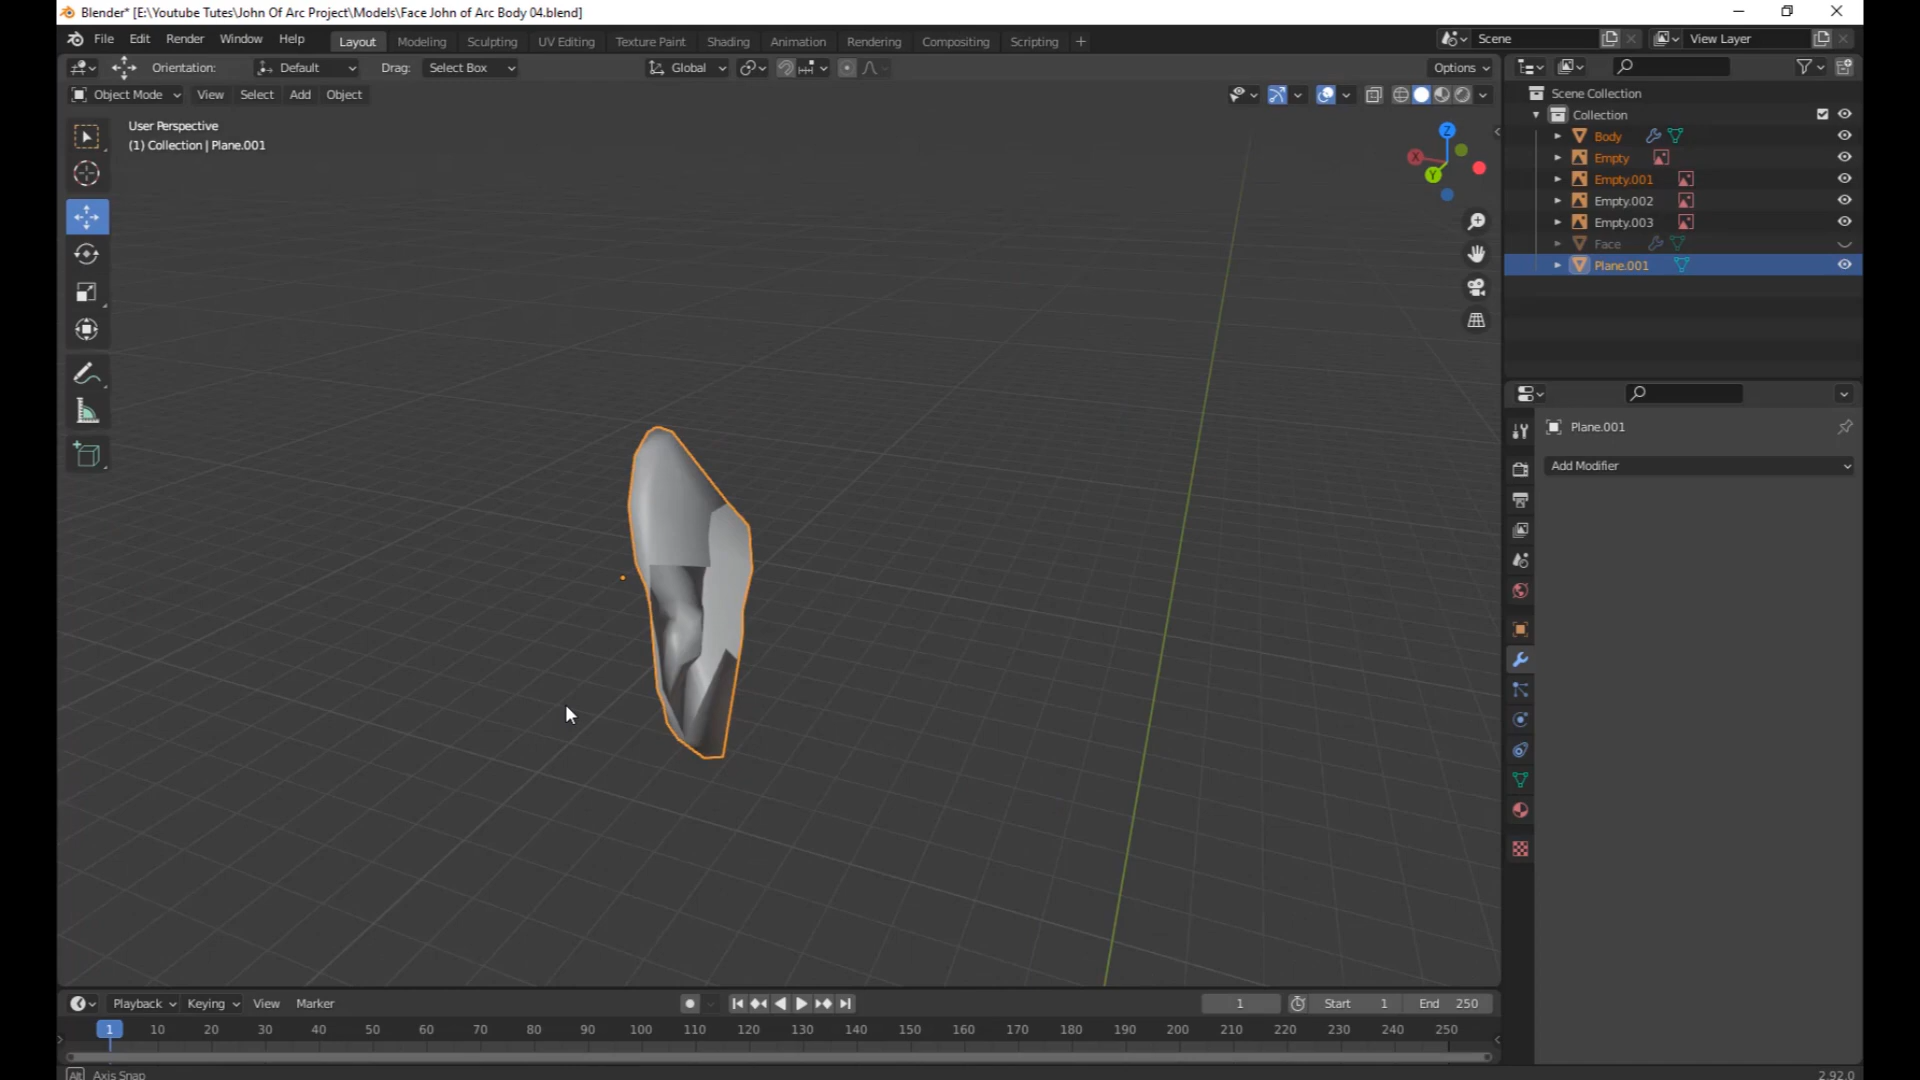 Blender* [E:\Youtube Tutes\John Of Arc Project\Models\Face John of Arc Body 04.blend]
File Edit Render Window Help Layout Modeling Sculpting UV Editing Texture Paint Shading Animation Rendering Compositing Scripting + Scene View Layer
Orientation: Default Drag: Select Box Global Options
Object Mode View Select Add Object
User Perspective
(1) Collection | Plane.001
Z
X
Y
Scene Collection
Collection
Body
Empty
Empty.001
Empty.002
Empty.003
Face
Plane.001
Plane.001
Add Modifier
Playback Keying View Marker 1 Start 1 End 250
1 10 20 30 40 50 60 70 80 90 100 110 120 130 140 150 160 170 180 190 200 210 220 230 240 250
Alt Axis Snap 2.92.0